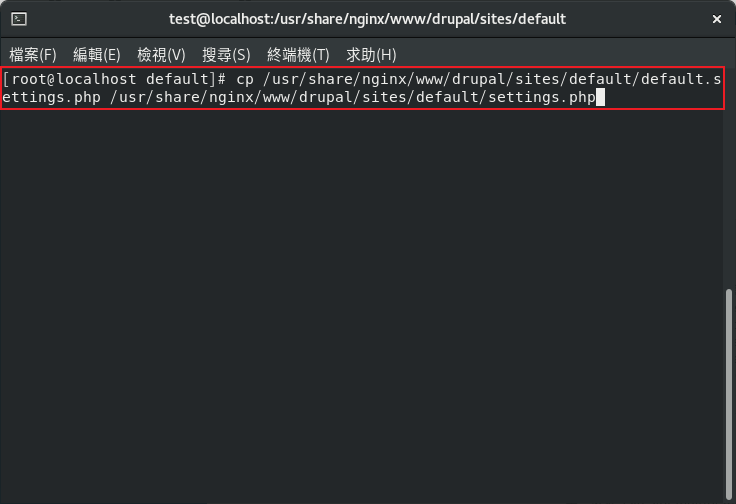 test@localhost:/usr/share/nginx/www/drupal/sites/default
檔案(F) 編輯(E) 檢視(V) 搜尋(S) 終端機(T) 求助(H)
[root@localhost default]# cp /usr/share/nginx/www/drupal/sites/default/default.s
ettings.php /usr/share/nginx/www/drupal/sites/default/settings.php